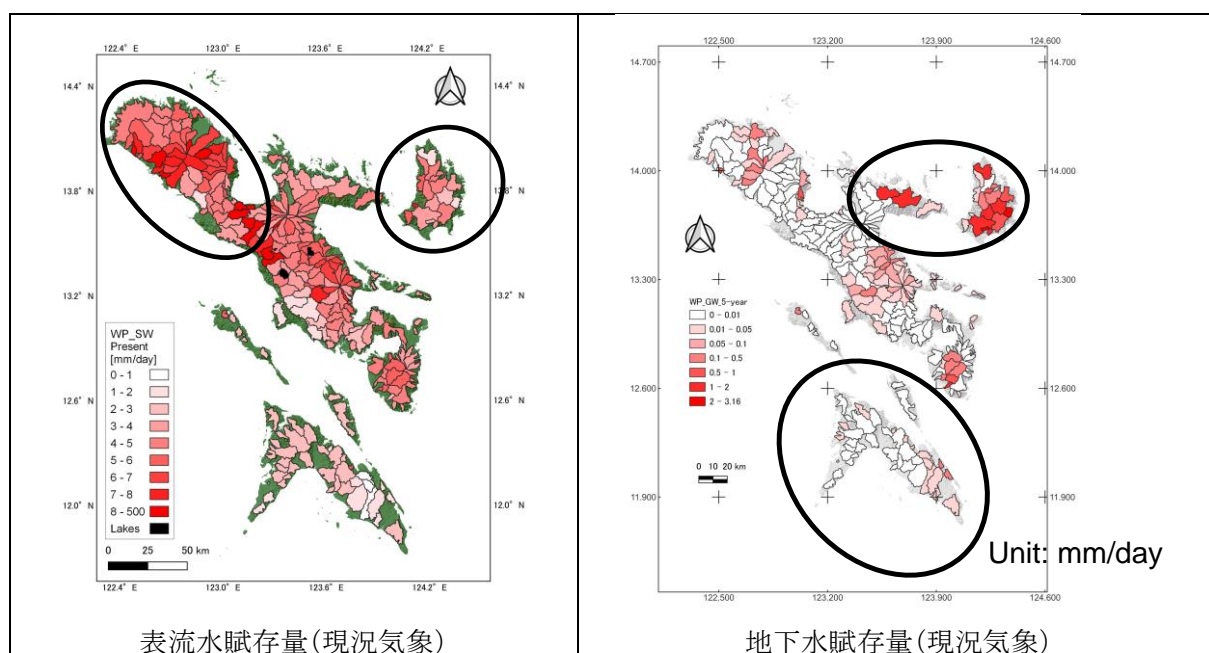 122.4° E
123.0° E
123.6° E
124.2° E
14.4° N
14.4° N
13.8° N
13.8° N
13.2° N
13.2° N
12.6° N
12.6° N
12.0° N
12.0° N
WP_SW
Present
[mm/day]
0 - 1
1 - 2
2 - 3
3 - 4
4 - 5
5 - 6
6 - 7
7 - 8
8 - 500
Lakes
0 25 50 km
122.4° E
123.0° E
123.6° E
124.2° E
表流水賦存量(現況気象)
122.500
123.200
123.900
124.600
14.700
14.700
14.000
14.000
13.300
13.300
12.600
12.600
11.900
11.900
WP_GW_5-year
0 - 0.01
0.01 - 0.05
0.05 - 0.1
0.1 - 0.5
0.5 - 1
1 - 2
2 - 3.16
0 10 20 km
Unit: mm/day
122.500
123.200
123.900
124.600
地下水賦存量(現況気象)